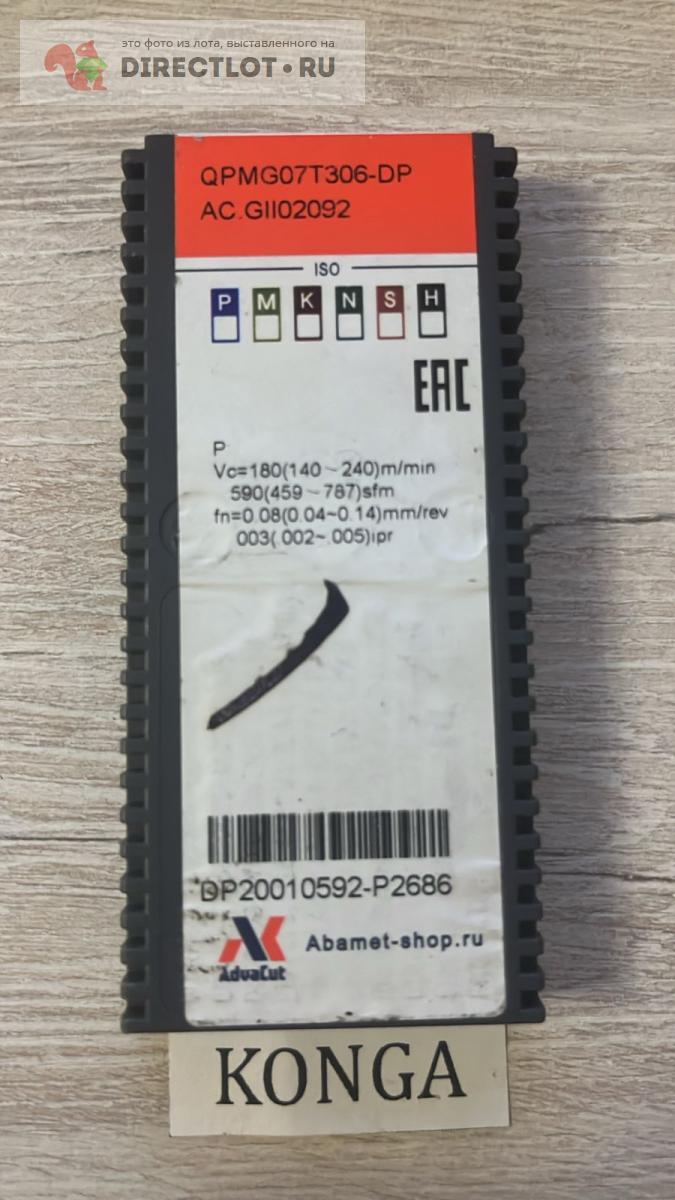 это фото из лота, выставленного на
DIRECTLOT.RU
QPMG07T306-DP
AC.GII02092
ISO
P M K N S H
EAC
P
Vc=180(140~240)m/min
590(459~787)sfm
fn=0.08(0.04~0.14)mm/rev
003( 002~.005)ipr
DP20010592-P2686
AdvaCut
Abamet-shop.ru
KONGA